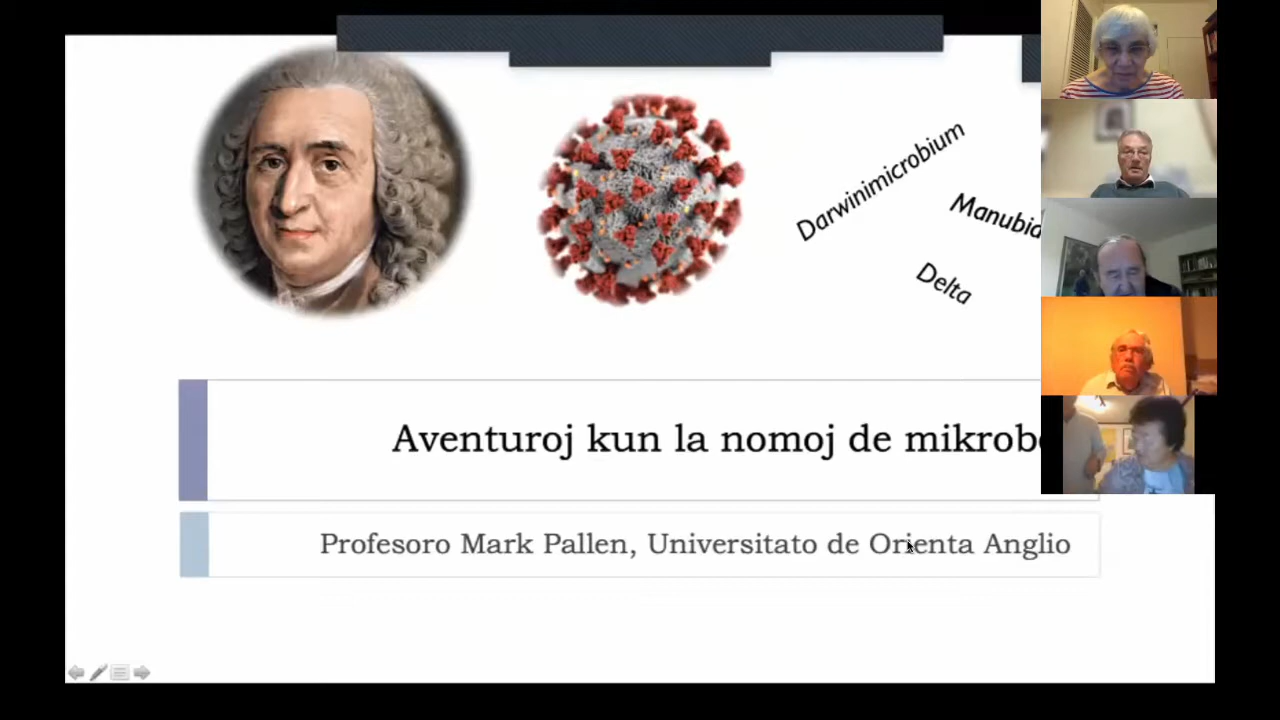 Darwinimicrobium
Manubia
Delta
Aventuroj kun la nomoj de mikrob
Profesoro Mark Pallen, Universitato de Orienta Anglio